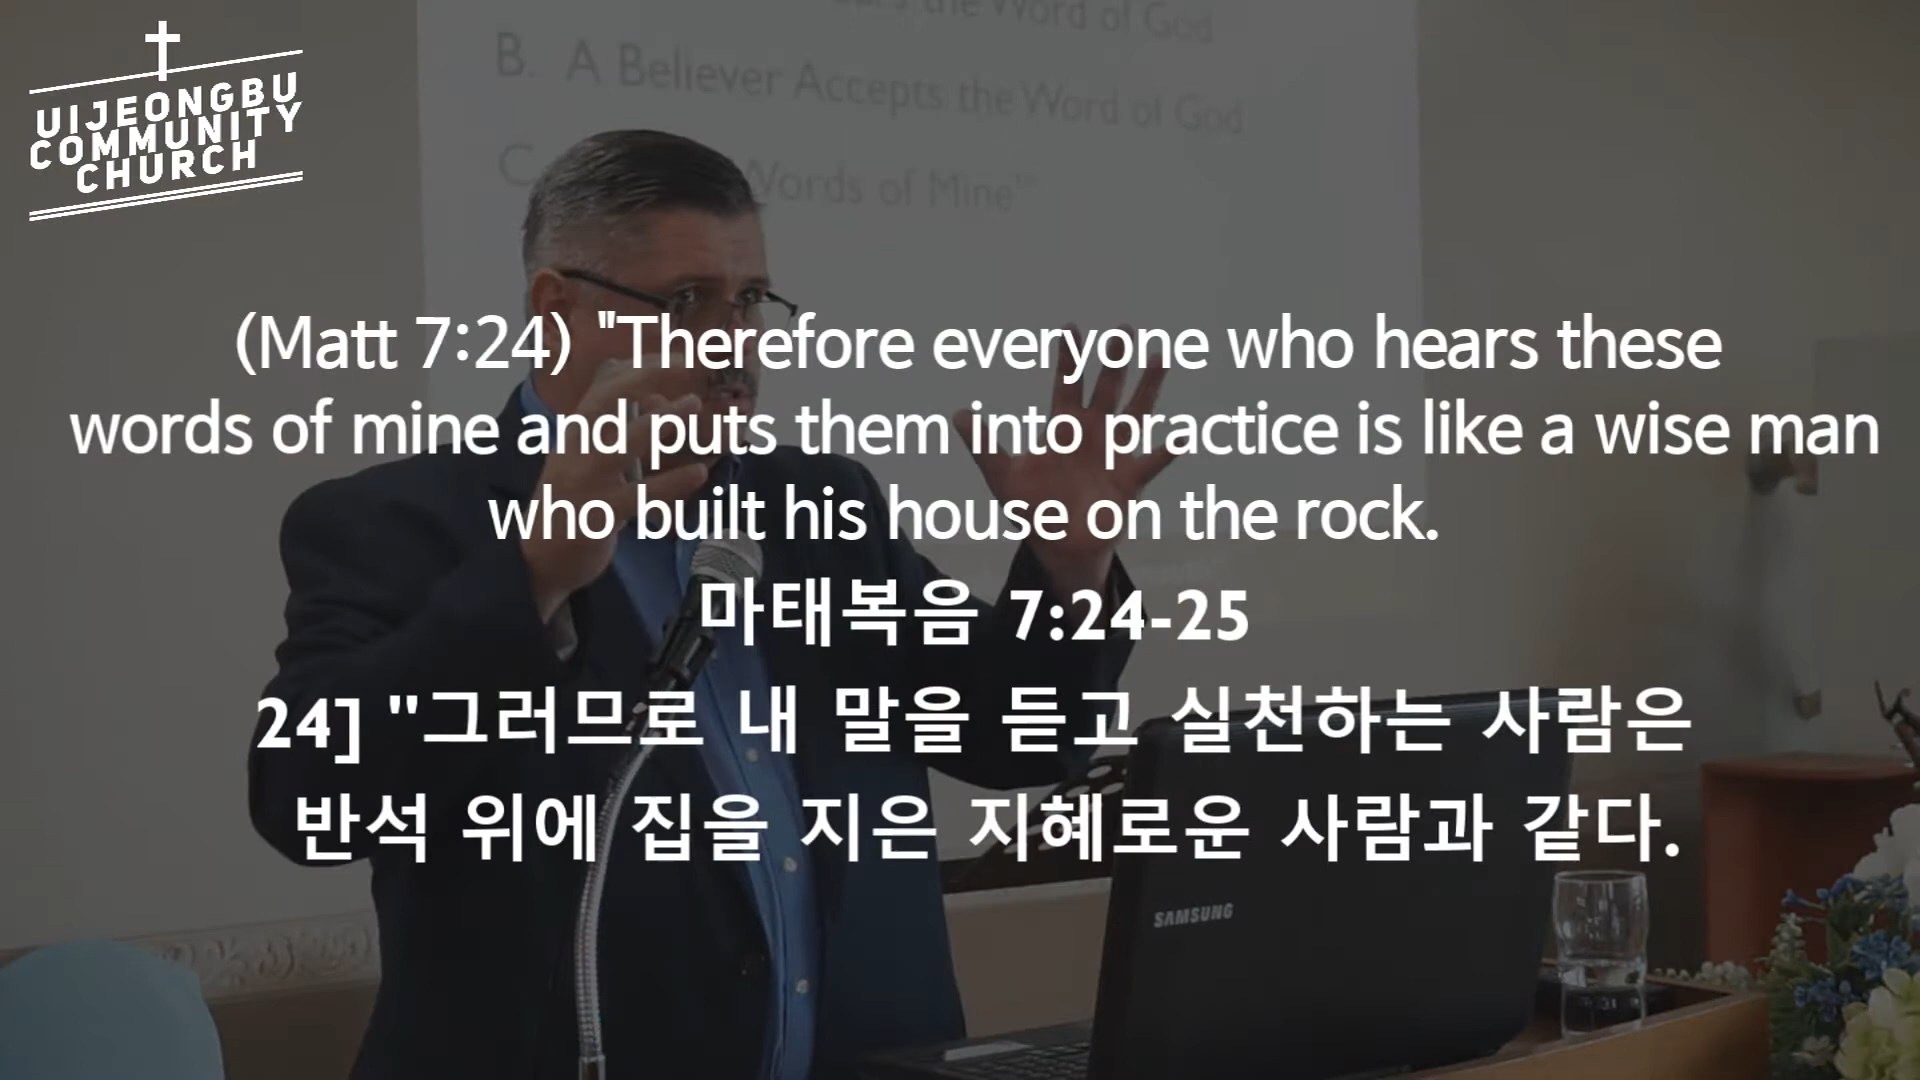 UIJEONGBU
COMMUNITY
CHURCH
the Word of God
B. A Believer Accepts the Word of God
C. Words of Mine"
(Matt 7:24) "Therefore everyone who hears these
words of mine and puts them into practice is like a wise man
who built his house on the rock.
마태복음 7:24-25
24] "그러므로 내 말을 듣고 실천하는 사람은
반석 위에 집을 지은 지혜로운 사람과 같다.
SAMSUNG